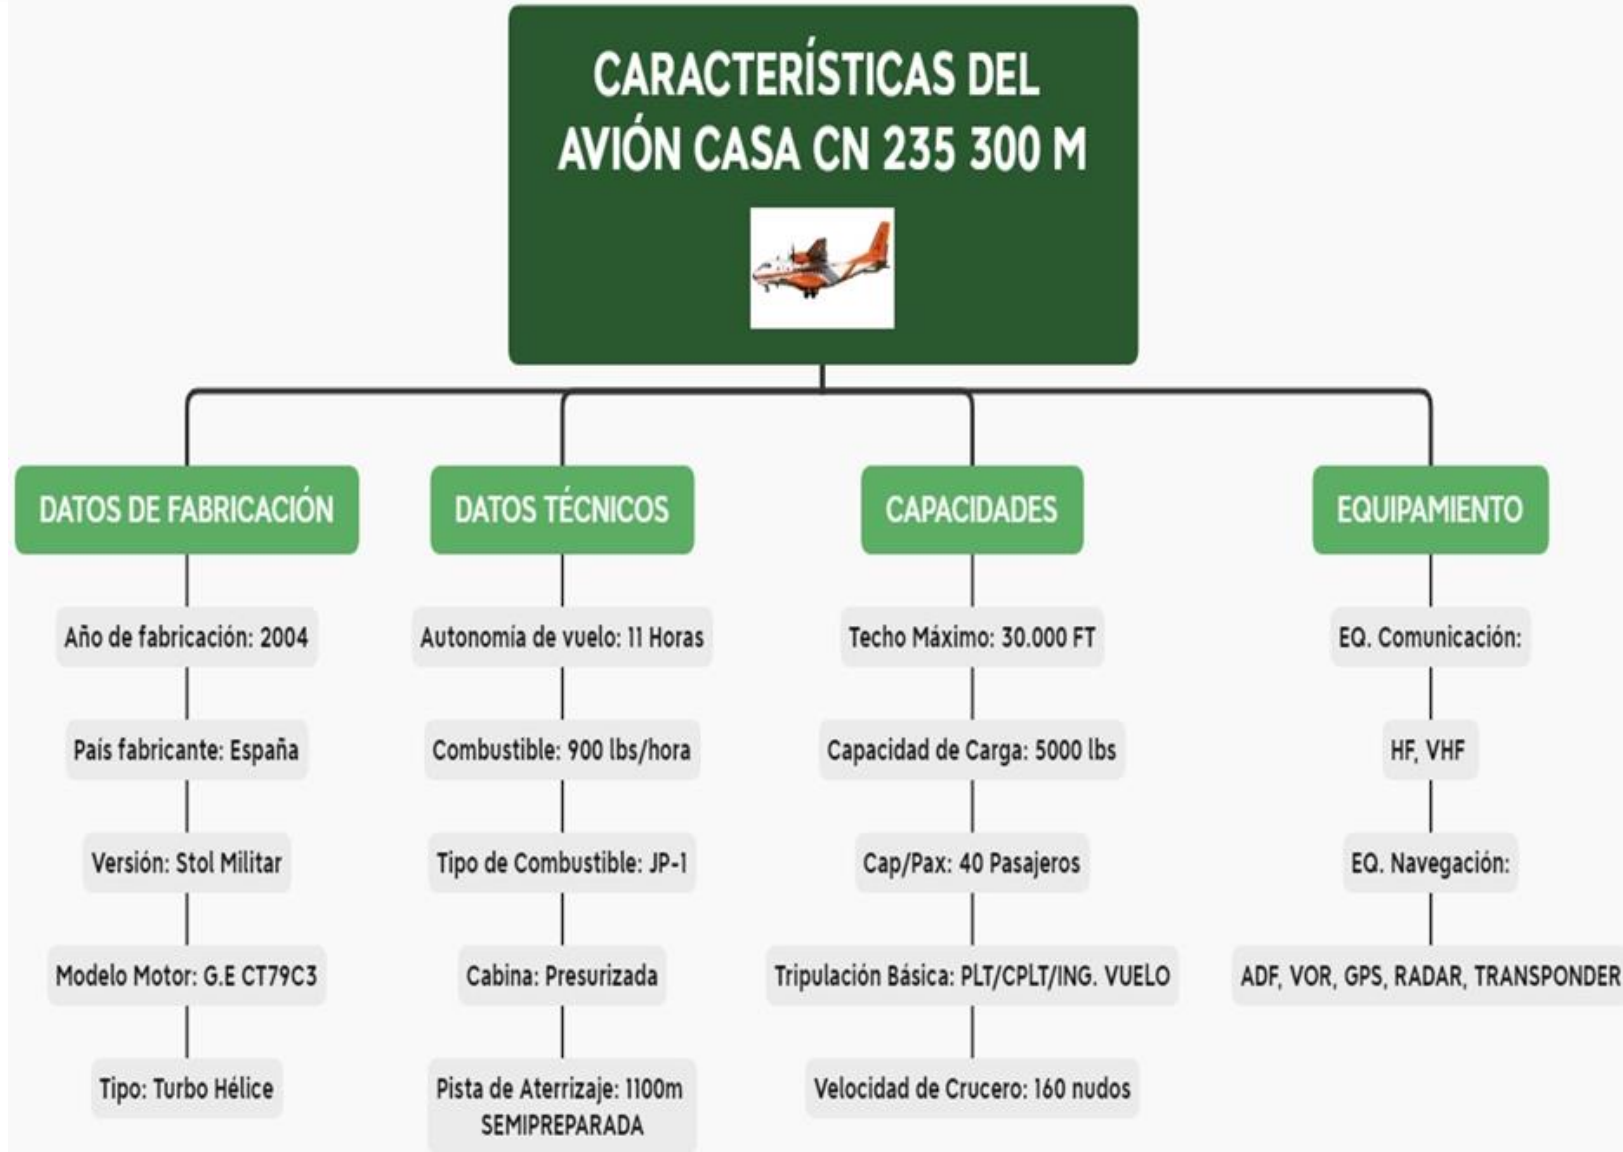 CARACTERÍSTICAS DEL
AVIÓN CASA CN 235 300 M
DATOS DE FABRICACIÓN
Año de fabricación: 2004
País fabricante: España
Versión: Stol Militar
Modelo Motor: G.E CT79C3
Tipo: Turbo Hélice
DATOS TÉCNICOS
Autonomía de vuelo: 11 Horas
Combustible: 900 lbs/hora
Tipo de Combustible: JP-1
Cabina: Presurizada
Pista de Aterrizaje: 1100m
SEMIPREPARADA
CAPACIDADES
Techo Máximo: 30.000 FT
Capacidad de Carga: 5000 lbs
Cap/Pax: 40 Pasajeros
Tripulación Básica: PLT/CPLT/ING. VUELO
Velocidad de Crucero: 160 nudos
EQUIPAMIENTO
EQ. Comunicación:
HF, VHF
EQ. Navegación:
ADF, VOR, GPS, RADAR, TRANSPONDER